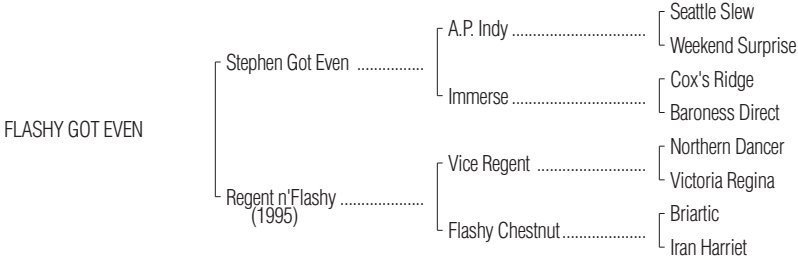 Seattle Slew
A.P. Indy ................................
Weekend Surprise
Stephen Got Even ................
Cox's Ridge
Immerse ................................
Baroness Direct
FLASHY GOT EVEN
Northern Dancer
Vice Regent ..........................
Victoria Regina
Regent n'Flashy ....................
(1995)
Briartic
Flashy Chestnut....................
Iran Harriet